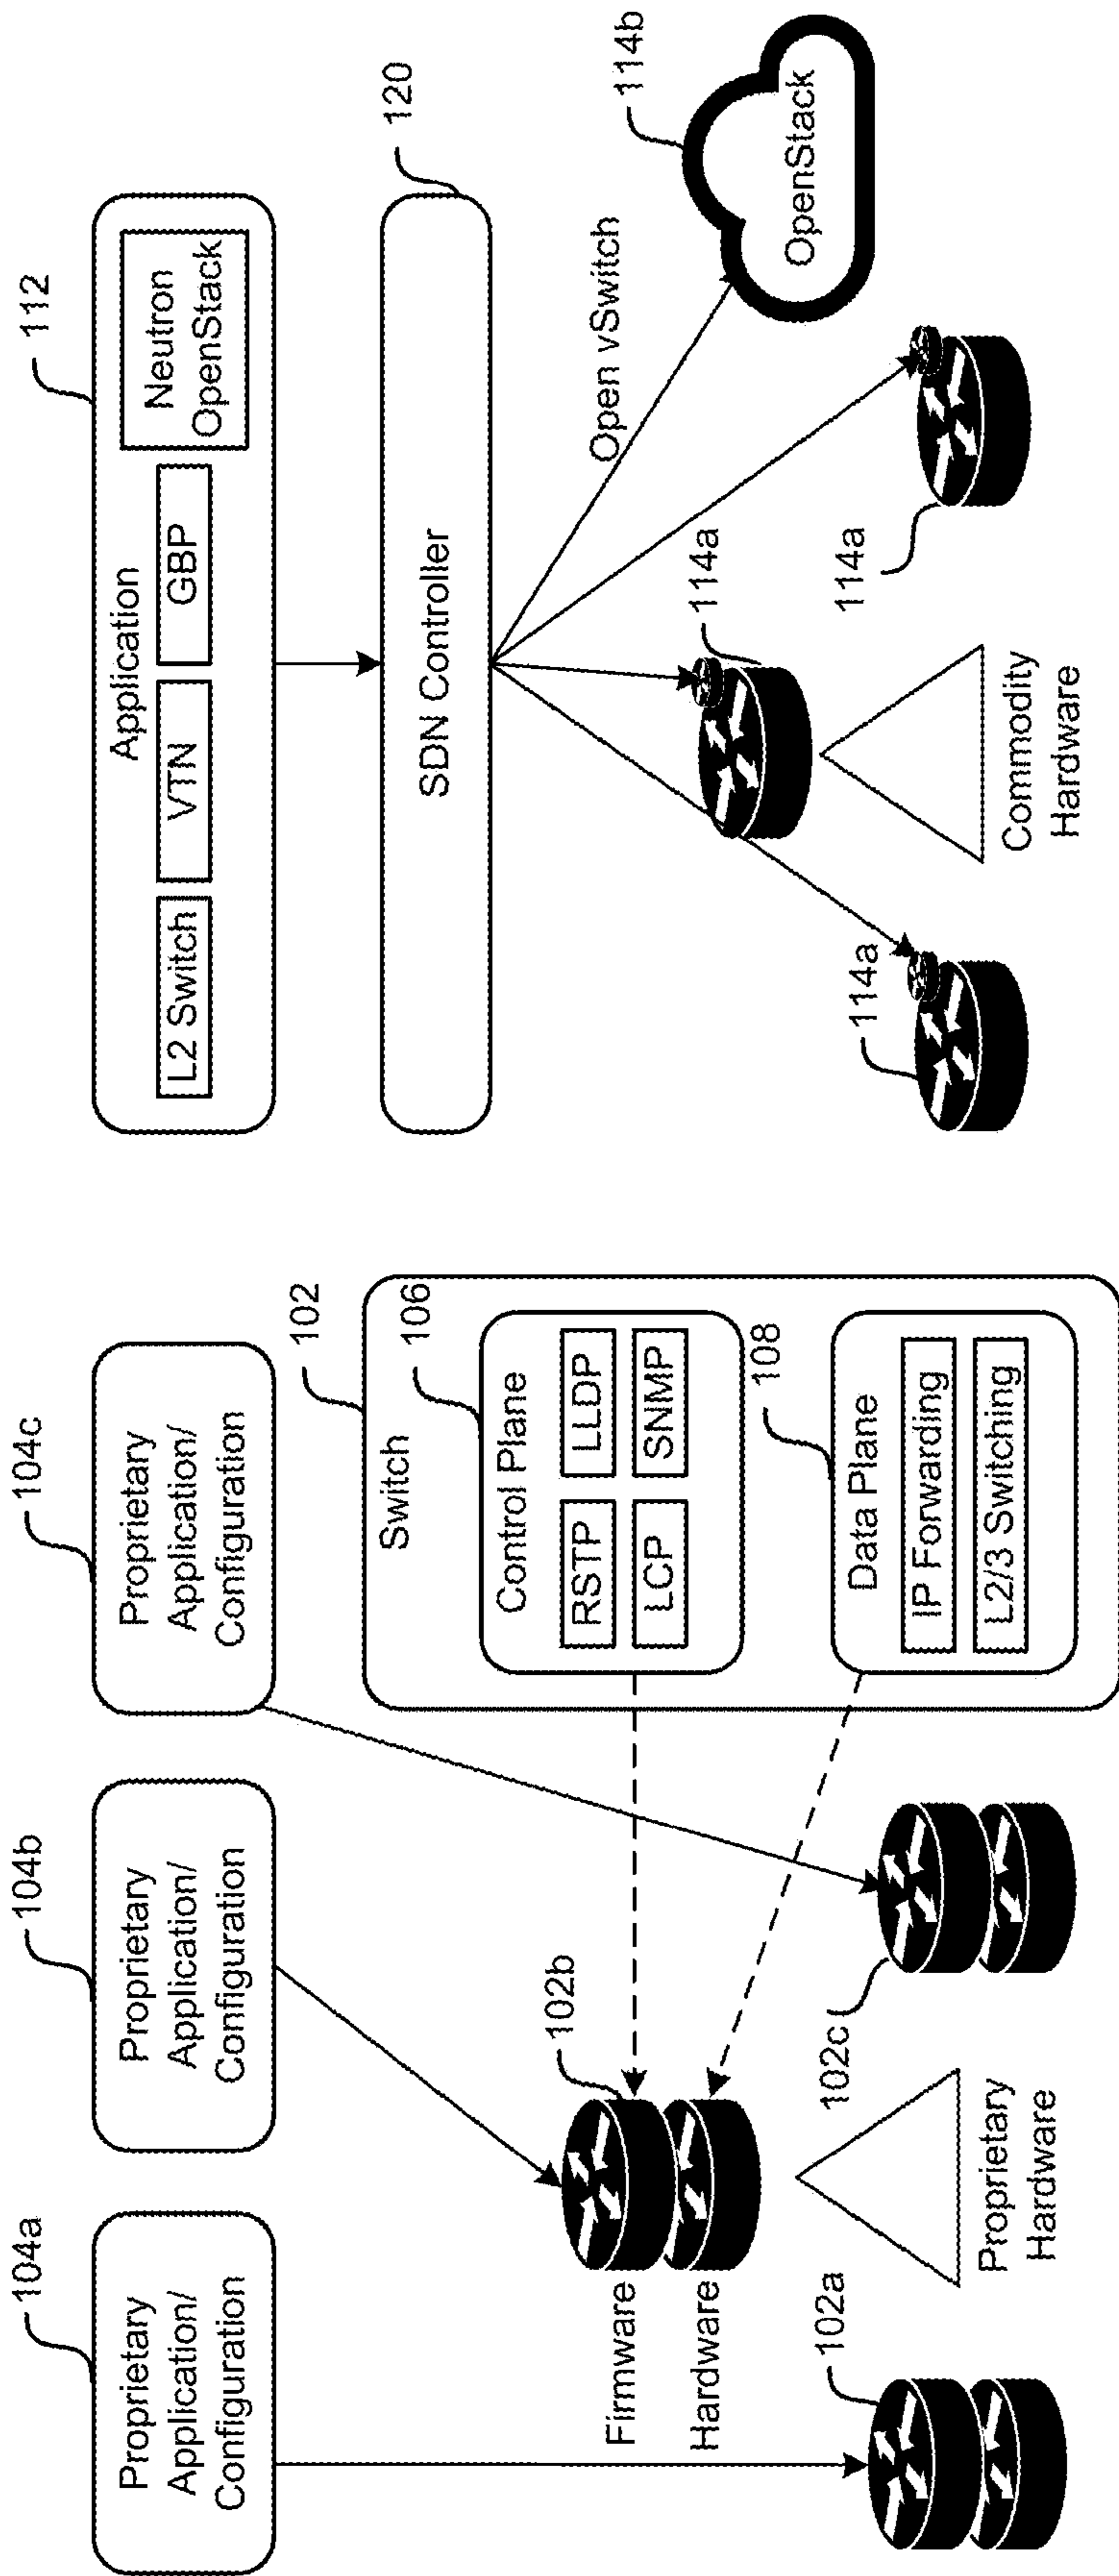 104a
104b
104c
Proprietary
Application/
Configuration
Proprietary
Application/
Configuration
Proprietary
Application/
Configuration
102
Switch
106
Control Plane
RSTP
LLDP
LCP
SNMP
108
Data Plane
IP Forwarding
L2/3 Switching
Firmware
Hardware
102b
102a
102c
Proprietary
Hardware
112
Application
L2 Switch
VTN
GBP
Neutron
OpenStack
120
SDN Controller
Open vSwitch
114b
OpenStack
114a
114a
114a
Commodity
Hardware